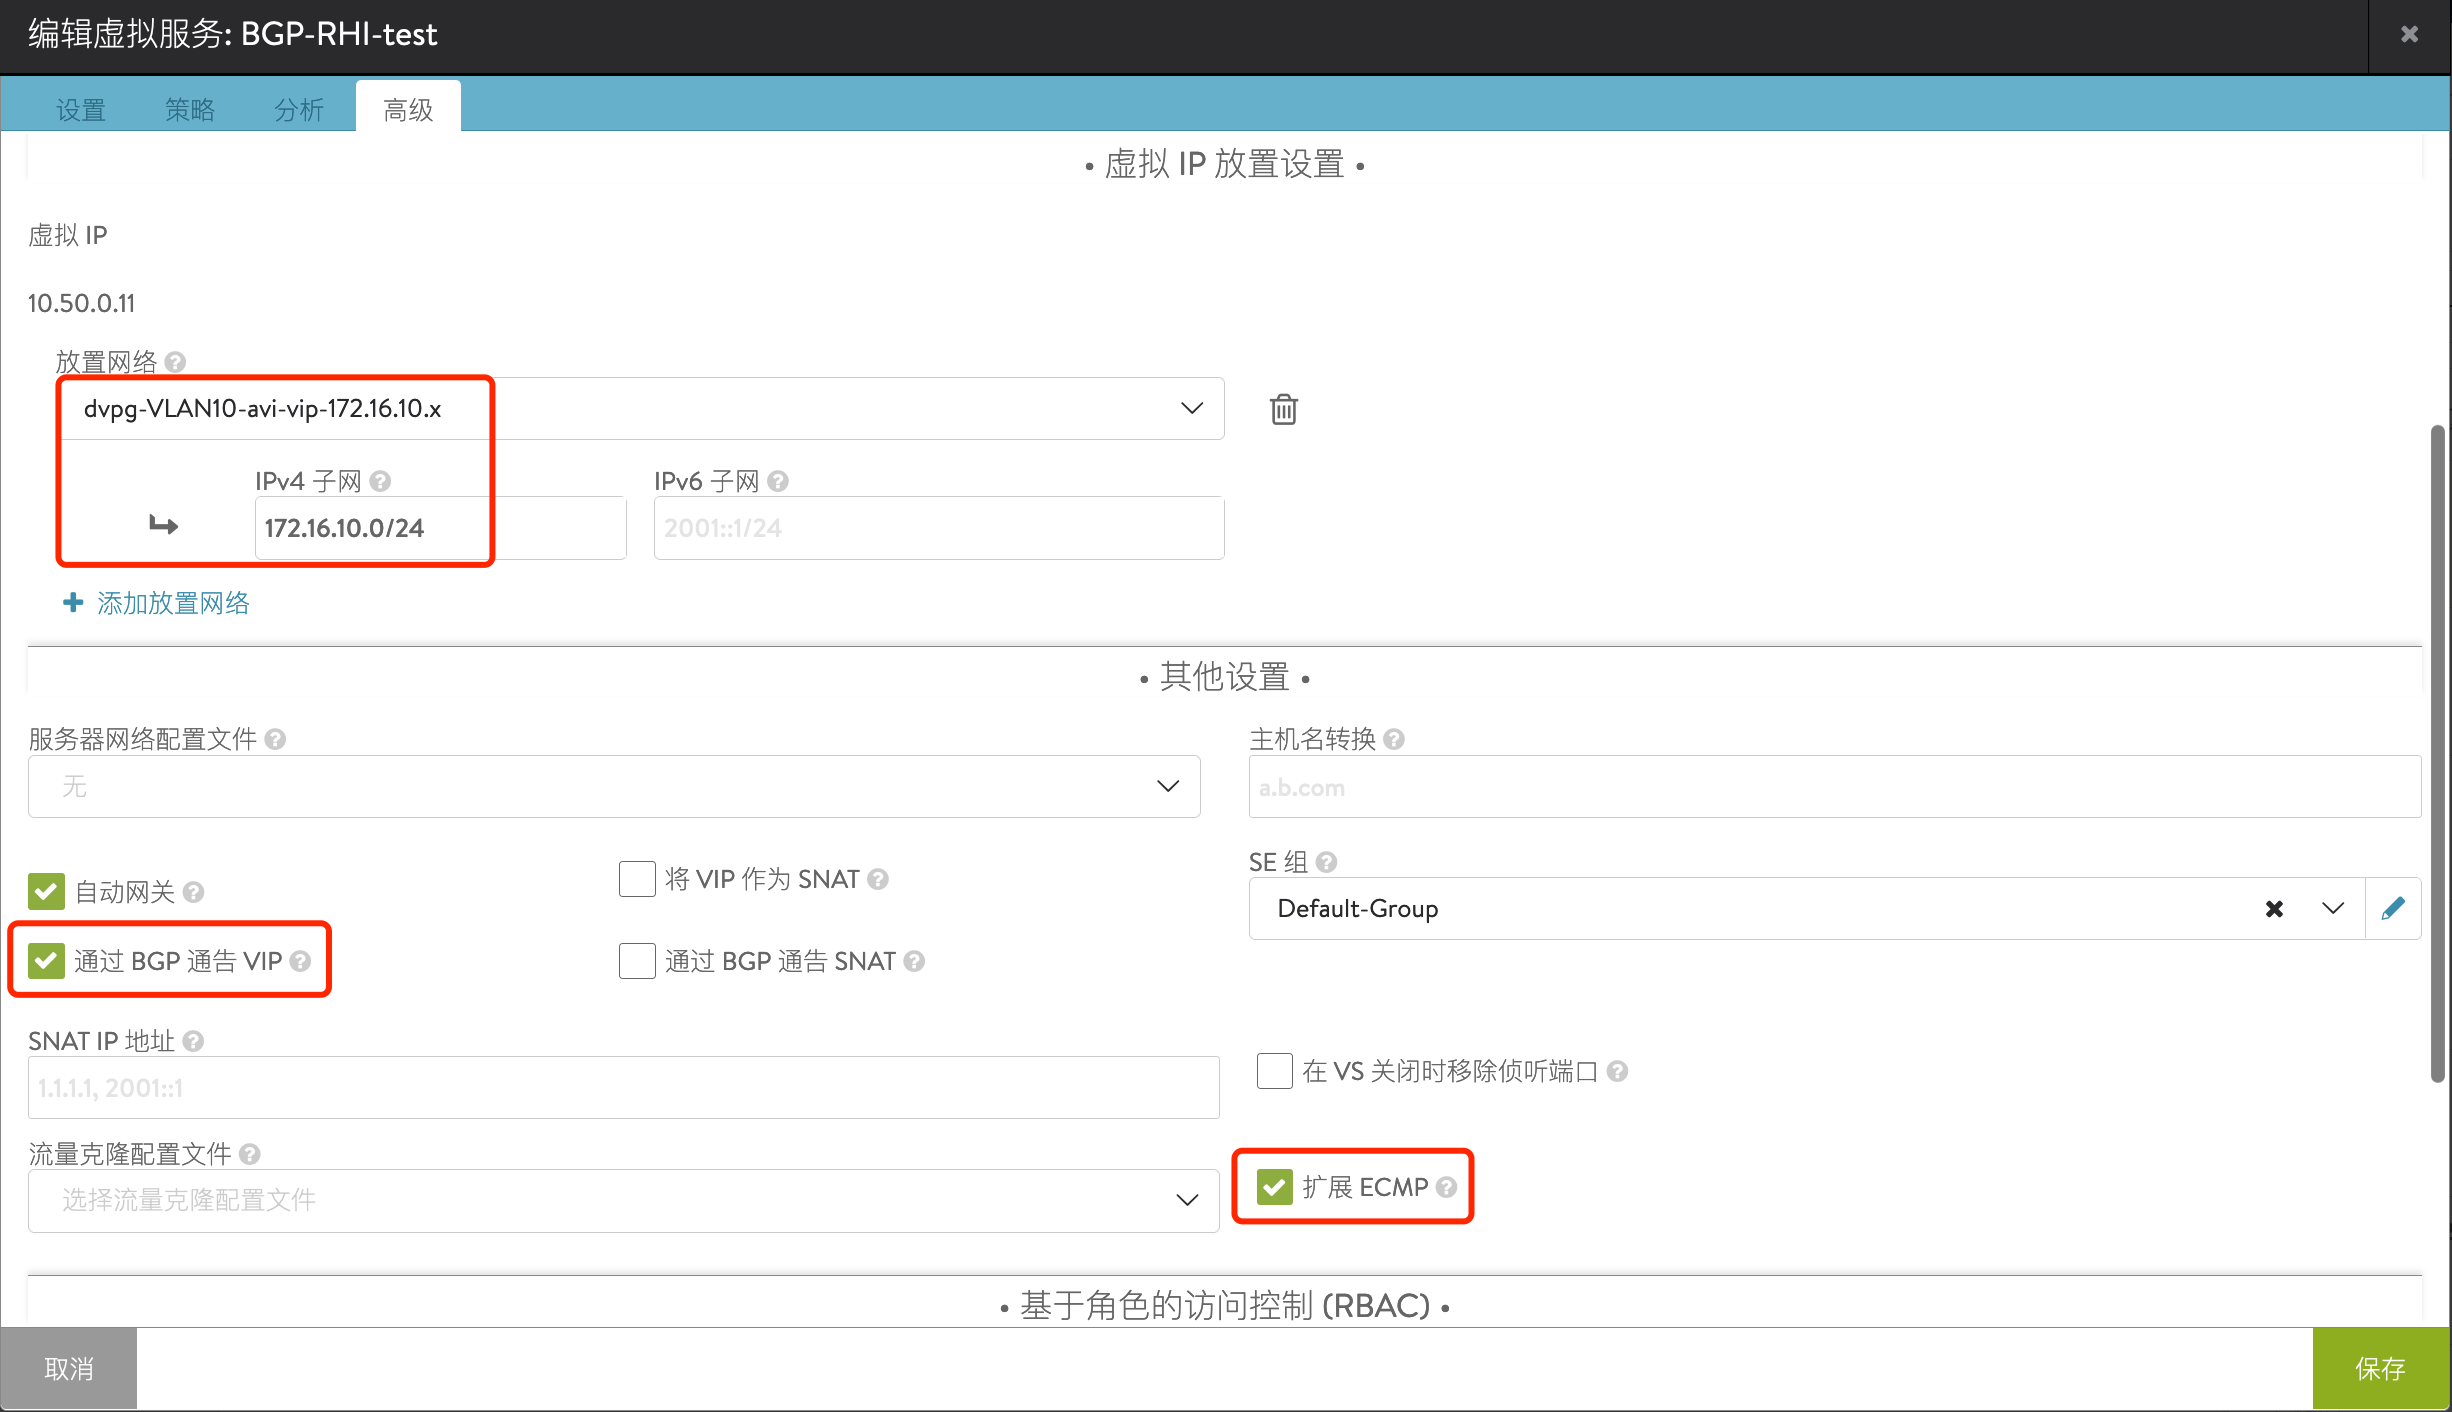 编辑虚拟服务: BGP-RHI-test
设置 策略 分析 高级
• 虚拟 IP 放置设置 •
虚拟 IP
10.50.0.11
放置网络
dvpg-VLAN10-avi-vip-172.16.10.x
IPv4 子网 IPv6 子网
172.16.10.0/24 2001::1/24
添加放置网络
• 其他设置 •
服务器网络配置文件 主机名转换
无 a.b.com
SE 组
自动网关 将 VIP 作为 SNAT
Default-Group
通过 BGP 通告 VIP 通过 BGP 通告 SNAT
SNAT IP 地址
1.1.1.1, 2001::1
在 VS 关闭时移除侦听端口
流量克隆配置文件
选择流量克隆配置文件
扩展 ECMP
• 基于角色的访问控制 (RBAC) •
取消 保存